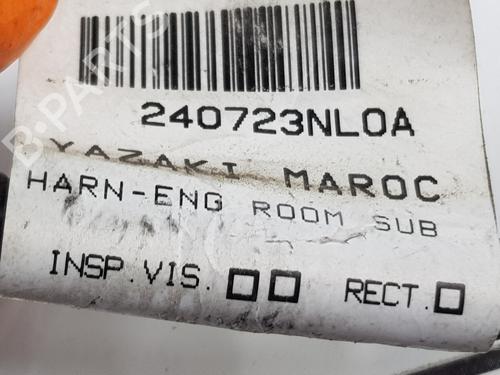 240723NL0A
YAZAKI MAROC
HARN-ENG ROOM SUB
INSP.VIS. RECT.
B-PARTS